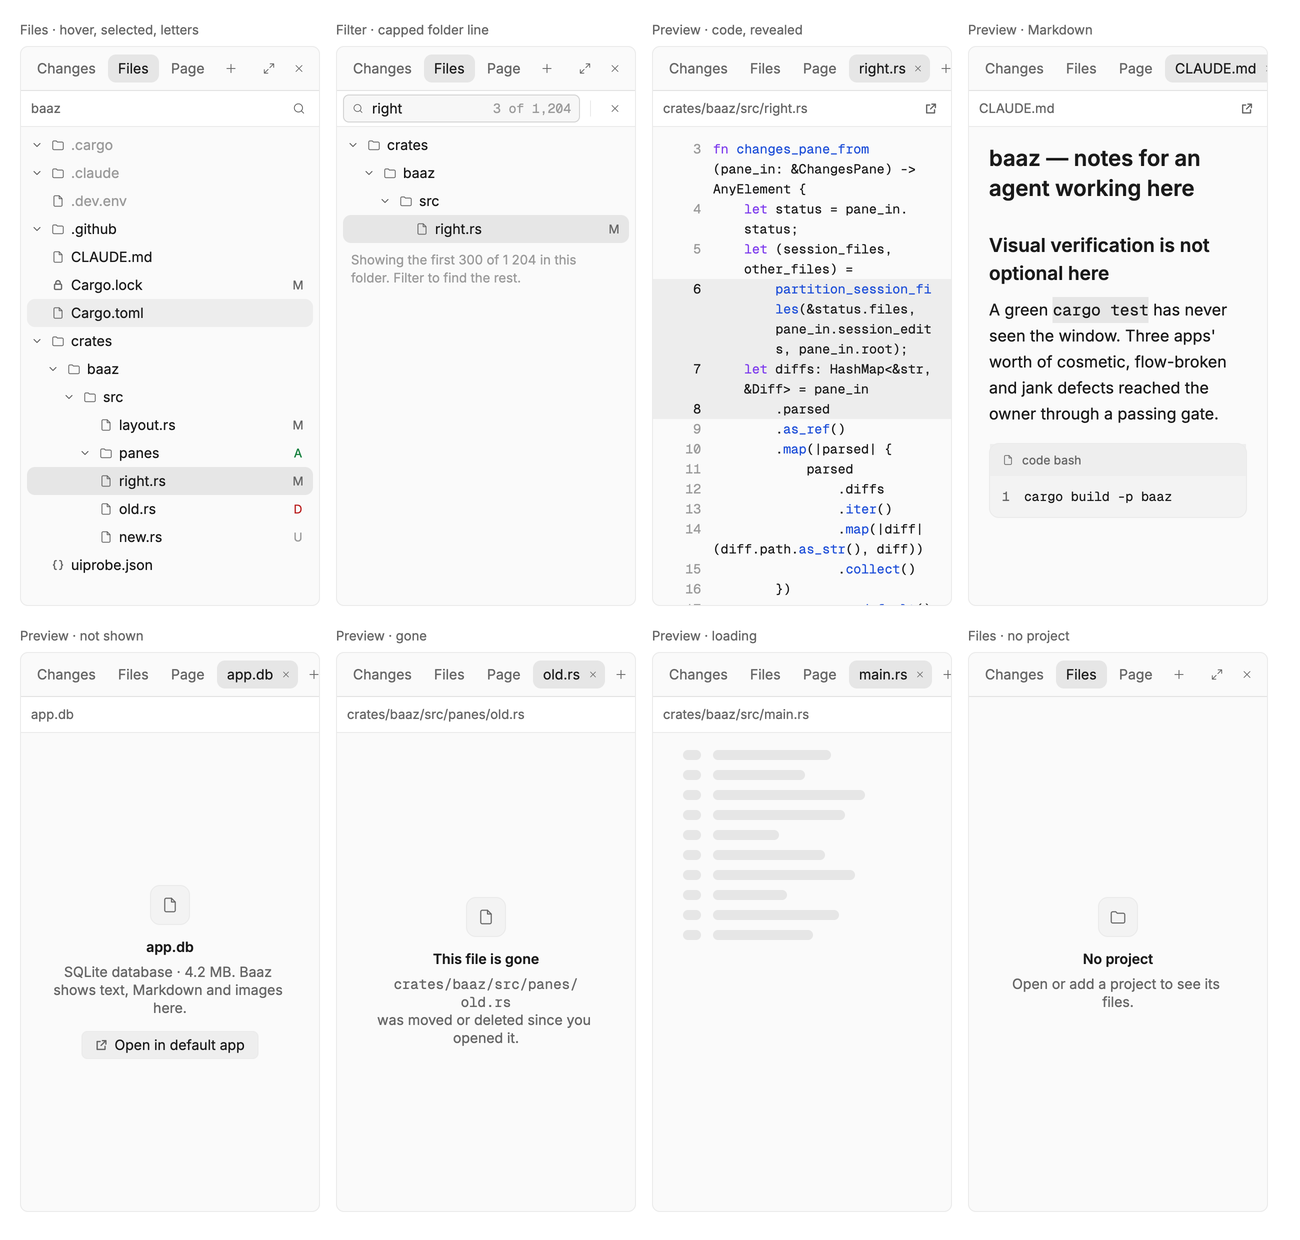 Files · hover, selected, letters
Changes Files Page
baaz
.cargo
.claude
.dev.env
.github
CLAUDE.md
Cargo.lock M
Cargo.toml
crates
baaz
src
layout.rs M
panes A
right.rs M
old.rs D
new.rs U
{} uiprobe.json
Filter · capped folder line
Changes Files Page
right 3 of 1,204
crates
baaz
src
right.rs M
Showing the first 300 of 1 204 in this
folder. Filter to find the rest.
Preview · code, revealed
Changes Files Page right.rs
crates/baaz/src/right.rs
3 fn changes_pane_from
(pane_in: &ChangesPane) ->
AnyElement {
4 let status = pane_in.
status;
5 let (session_files,
other_files) =
6 partition_session_fi
les(&status.files,
pane_in.session_edit
s, pane_in.root);
7 let diffs: HashMap<&str,
&Diff> = pane_in
8 .parsed
9 .as_ref()
10 .map(|parsed| {
11 parsed
12 .diffs
13 .iter()
14 .map(|diff|
(diff.path.as_str(), diff))
15 .collect()
16 })
Preview · Markdown
Changes Files Page CLAUDE.md
CLAUDE.md
baaz — notes for an
agent working here
Visual verification is not
optional here
A green cargo test has never
seen the window. Three apps'
worth of cosmetic, flow-broken
and jank defects reached the
owner through a passing gate.
code bash
1 cargo build -p baaz
Preview · not shown
Changes Files Page app.db
app.db
app.db
SQLite database · 4.2 MB. Baaz
shows text, Markdown and images
here.
Open in default app
Preview · gone
Changes Files Page old.rs
crates/baaz/src/panes/old.rs
This file is gone
crates/baaz/src/panes/
old.rs
was moved or deleted since you
opened it.
Preview · loading
Changes Files Page main.rs
crates/baaz/src/main.rs
Files · no project
Changes Files Page
No project
Open or add a project to see its
files.